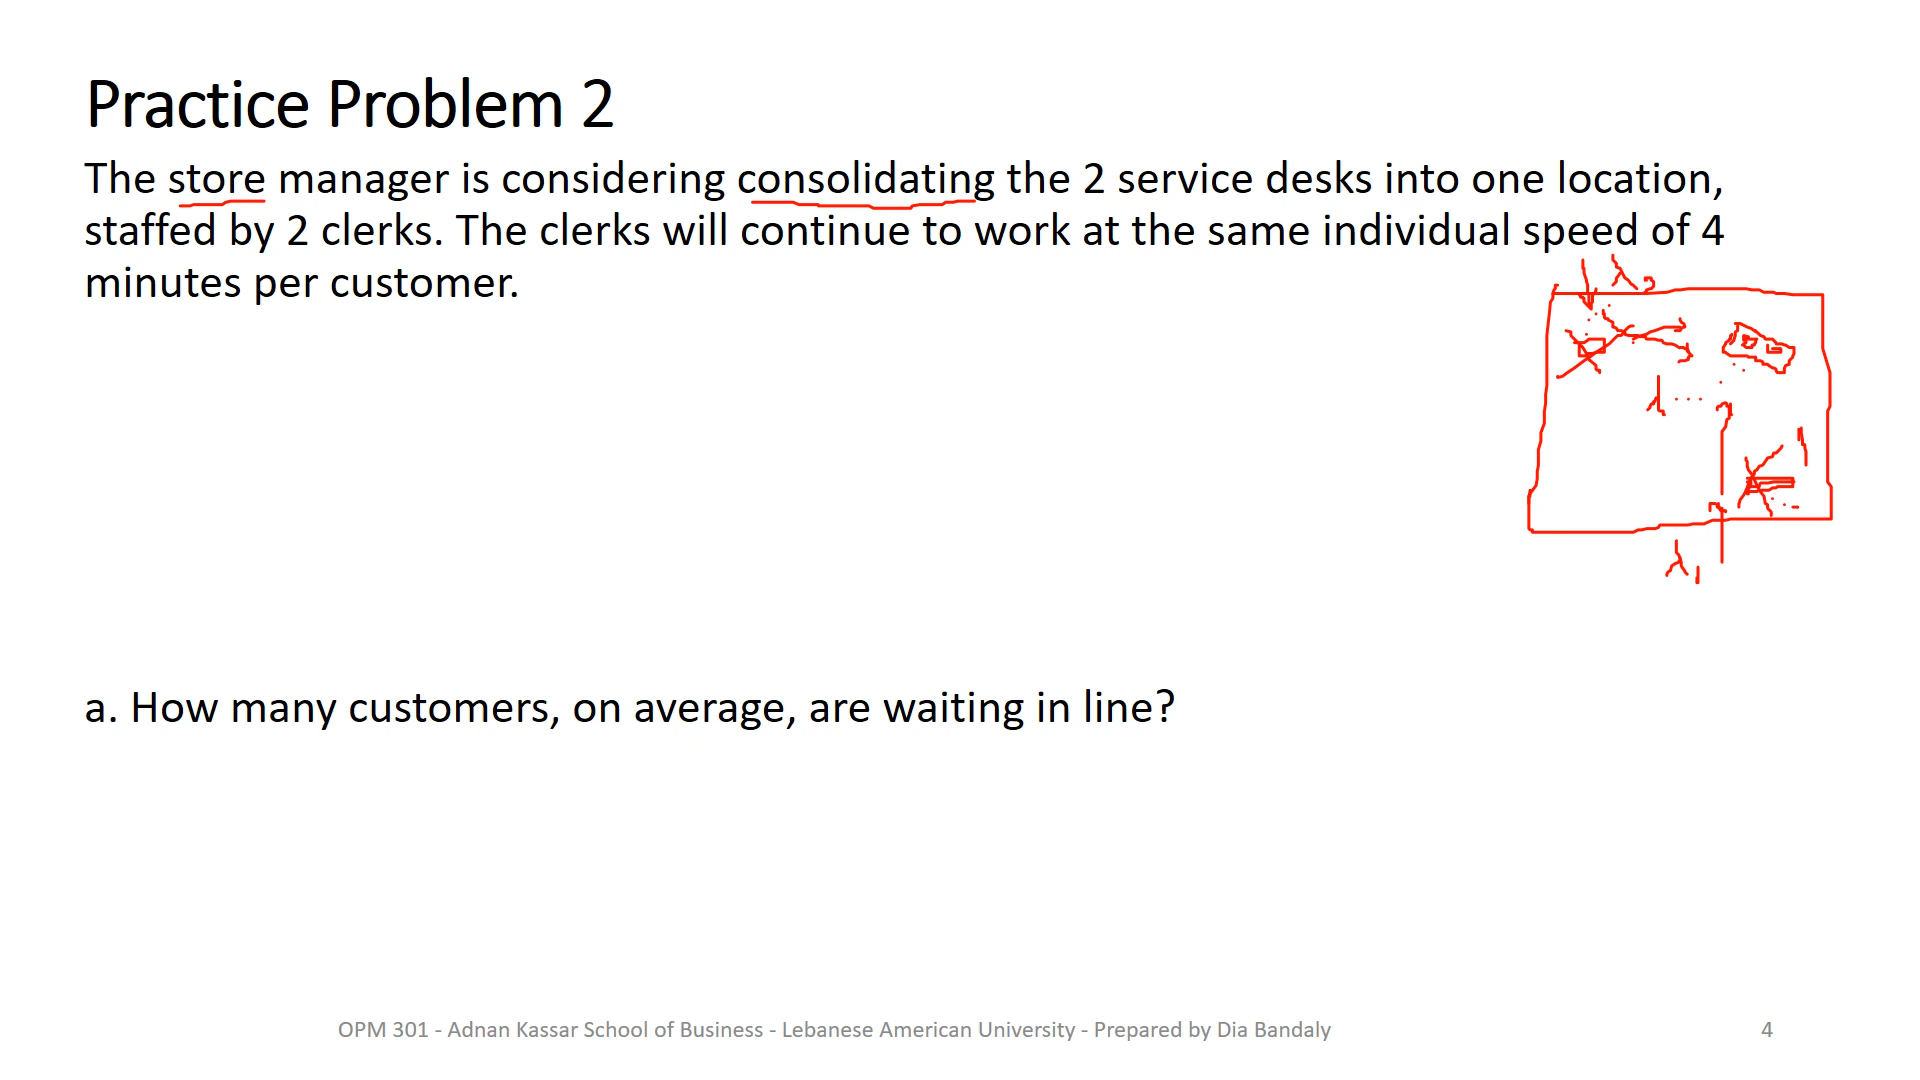 Practice Problem 2
The store manager is considering consolidating the 2 service desks into one location,
staffed by 2 clerks. The clerks will continue to work at the same individual speed of 4
minutes per customer.
λ2
λ
λ1
a. How many customers, on average, are waiting in line?
OPM 301 - Adnan Kassar School of Business - Lebanese American University - Prepared by Dia Bandaly
4